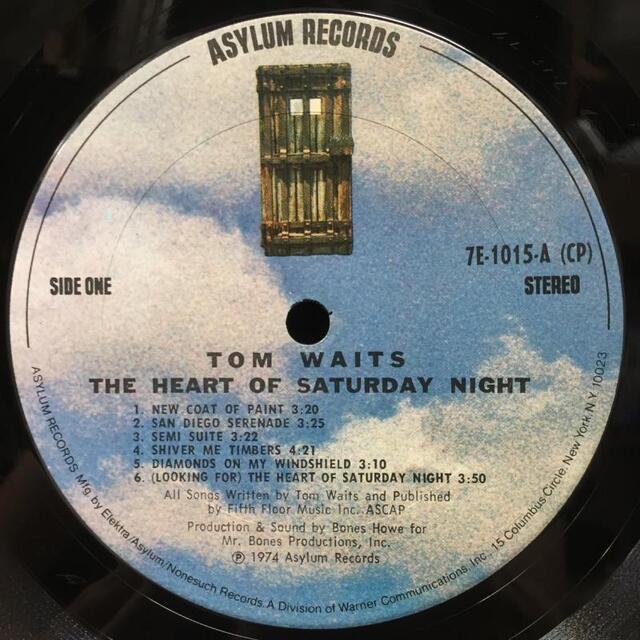 ASYLUM RECORDS
7E-1015-A (CP)
SIDE ONE
STEREO
TOM WAITS
THE HEART OF SATURDAY NIGHT
1. NEW COAT OF PAINT 3:20
2. SAN DIEGO SERENADE 3:25
3. SEMI SUITE 3:22
4. SHIVER ME TIMBERS 4:21
5. DIAMONDS ON MY WINDSHIELD 3:10
6. (LOOKING FOR) THE HEART OF SATURDAY NIGHT 3:50
All Songs Written by Tom Waits and Published
by Fifth Floor Music Inc. ASCAP
Production & Sound by Bones Howe for
Mr. Bones Productions, Inc.
℗ 1974 Asylum Records
ASYLUM RECORDS Mfg. by Elektra/Asylum/Nonesuch Records. A Division of Warner Communications, Inc. 15 Columbus Circle, New York N.Y. 10023